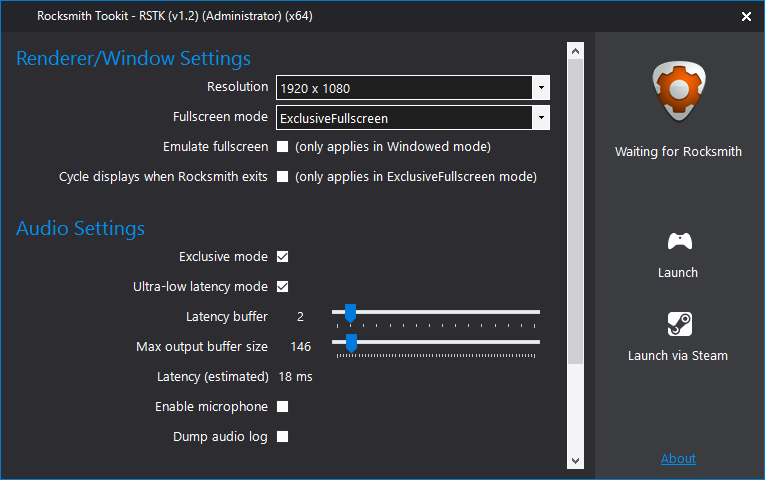 Rocksmith Tookit - RSTK (v1.2) (Administrator) (x64)
Renderer/Window Settings
Resolution 1920 x 1080
Fullscreen mode ExclusiveFullscreen
Emulate fullscreen (only applies in Windowed mode)
Cycle displays when Rocksmith exits (only applies in ExclusiveFullscreen mode)
Audio Settings
Exclusive mode
Ultra-low latency mode
Latency buffer 2
Max output buffer size 146
Latency (estimated) 18 ms
Enable microphone
Dump audio log
Waiting for Rocksmith
Launch
Launch via Steam
About